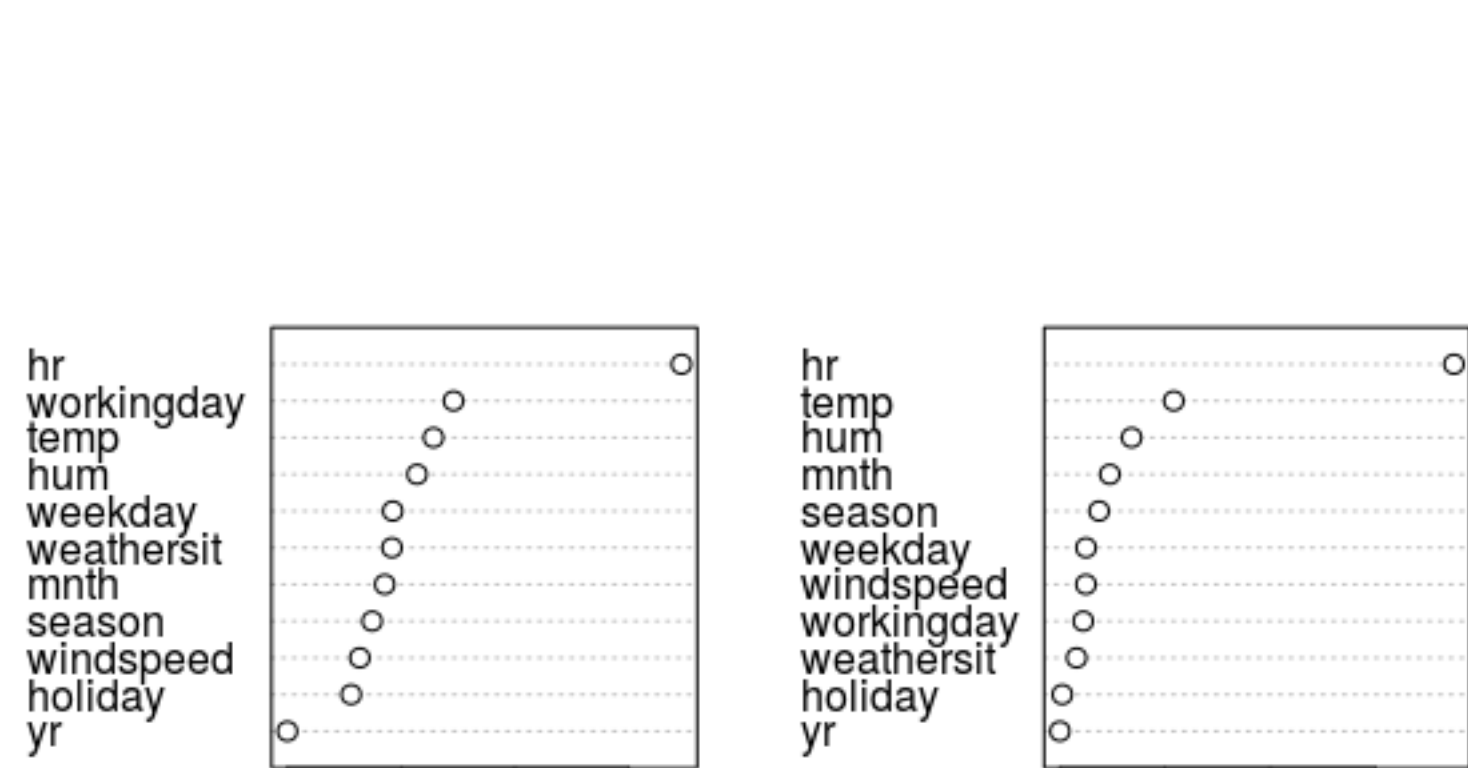 hr
workingday
temp
hum
weekday
weathersit
mnth
season
windspeed
holiday
yr
hr
temp
hum
mnth
season
weekday
windspeed
workingday
weathersit
holiday
yr